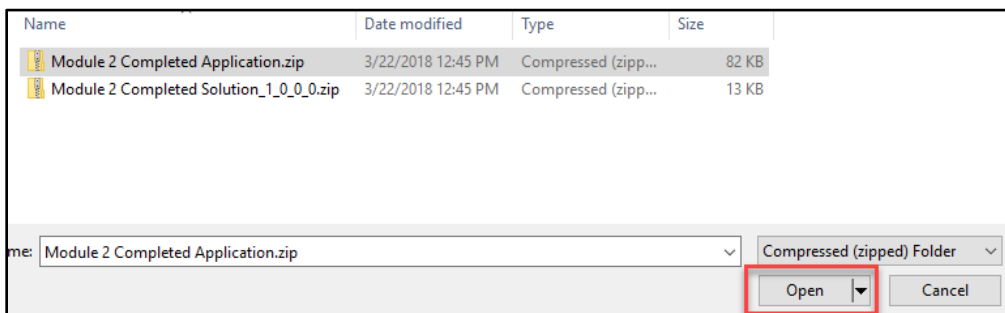 Name Date modified Type Size
Module 2 Completed Application.zip 3/22/2018 12:45 PM Compressed (zipp... 82 KB
Module 2 Completed Solution_1_0_0_0.zip 3/22/2018 12:45 PM Compressed (zipp... 13 KB
me: Module 2 Completed Application.zip Compressed (zipped) Folder
Open Cancel